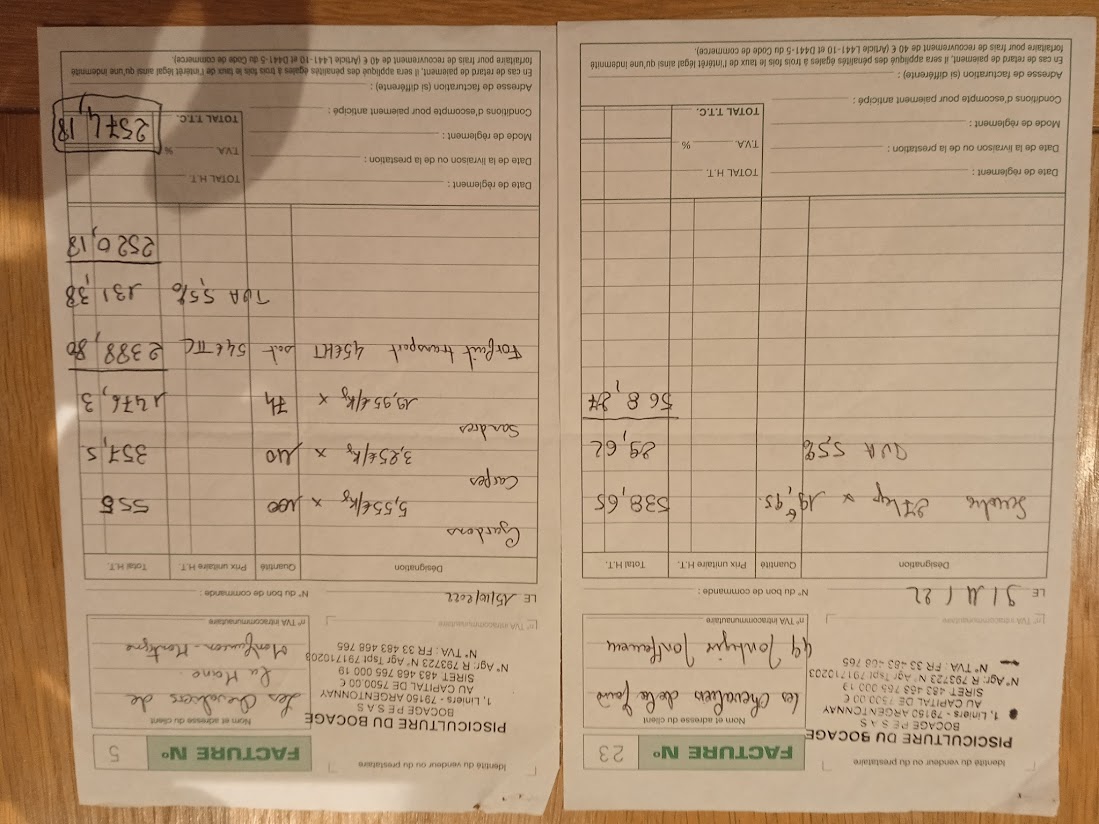 Identité du vendeur ou du prestataire
FACTURE N° 23
PISCICULTURE DU BOCAGE
BOCAGE P E S A S
1, Liniers - 79150 ARGENTONNAY
AU CAPITAL DE 7500.00 €
SIRET: 483 468 765 000 19
N° Agr: R 793723 N° Agr Tspt 791710203
N° TVA : FR 33 483 468 765
Nom et adresse du client
Les Chevaliers de la
49
n° TVA intracommunautaire
n° TVA intracommunautaire
LE 9/11/22
N° du bon de commande :
Désignation Quantité Prix unitaire H.T. Total H.T.
27kg x 19€,95 538,65
TVA 5,5% 29,62
568,27
Date de règlement :
TOTAL H.T.
Date de la livraison ou de la prestation :
T.V.A. %
Mode de règlement :
TOTAL T.T.C.
Conditions d'escompte pour paiement anticipé :
Adresse de facturation (si différente) :
En cas de retard de paiement, il sera appliqué des pénalités égales à trois fois le taux de l'intérêt légal ainsi qu'une indemnité
forfaitaire pour frais de recouvrement de 40 € (Article L441-10 et D441-5 du Code de commerce).
Identité du vendeur ou du prestataire
FACTURE N° 5
PISCICULTURE DU BOCAGE
BOCAGE P E S A S
1, Liniers - 79150 ARGENTONNAY
AU CAPITAL DE 7500.00 €
SIRET: 483 468 765 000 19
N° Agr: R 793723 N° Agr Tspt 791710203
N° TVA : FR 33 483 468 765
Nom et adresse du client
Les Chevaliers de
la Moine
Montfaucon-Montigné
n° TVA intracommunautaire
n° TVA intracommunautaire
LE 15/10/2022
N° du bon de commande :
Désignation Quantité Prix unitaire H.T. Total H.T.
Gardons
5,55€/kg x 100 555
Carpes
3,25€/kg x 110 357,5
Sandres
19,95€/kg x 74 1476,3
Forfait transport 45€HT soit 54€ TTC 2388,80
TVA 5,5% 131,38
2520,18
Date de règlement :
TOTAL H.T.
Date de la livraison ou de la prestation :
T.V.A. %
Mode de règlement :
TOTAL T.T.C. 2574,18
Conditions d'escompte pour paiement anticipé :
Adresse de facturation (si différente) :
En cas de retard de paiement, il sera appliqué des pénalités égales à trois fois le taux de l'intérêt légal ainsi qu'une indemnité
forfaitaire pour frais de recouvrement de 40 € (Article L441-10 et D441-5 du Code de commerce).